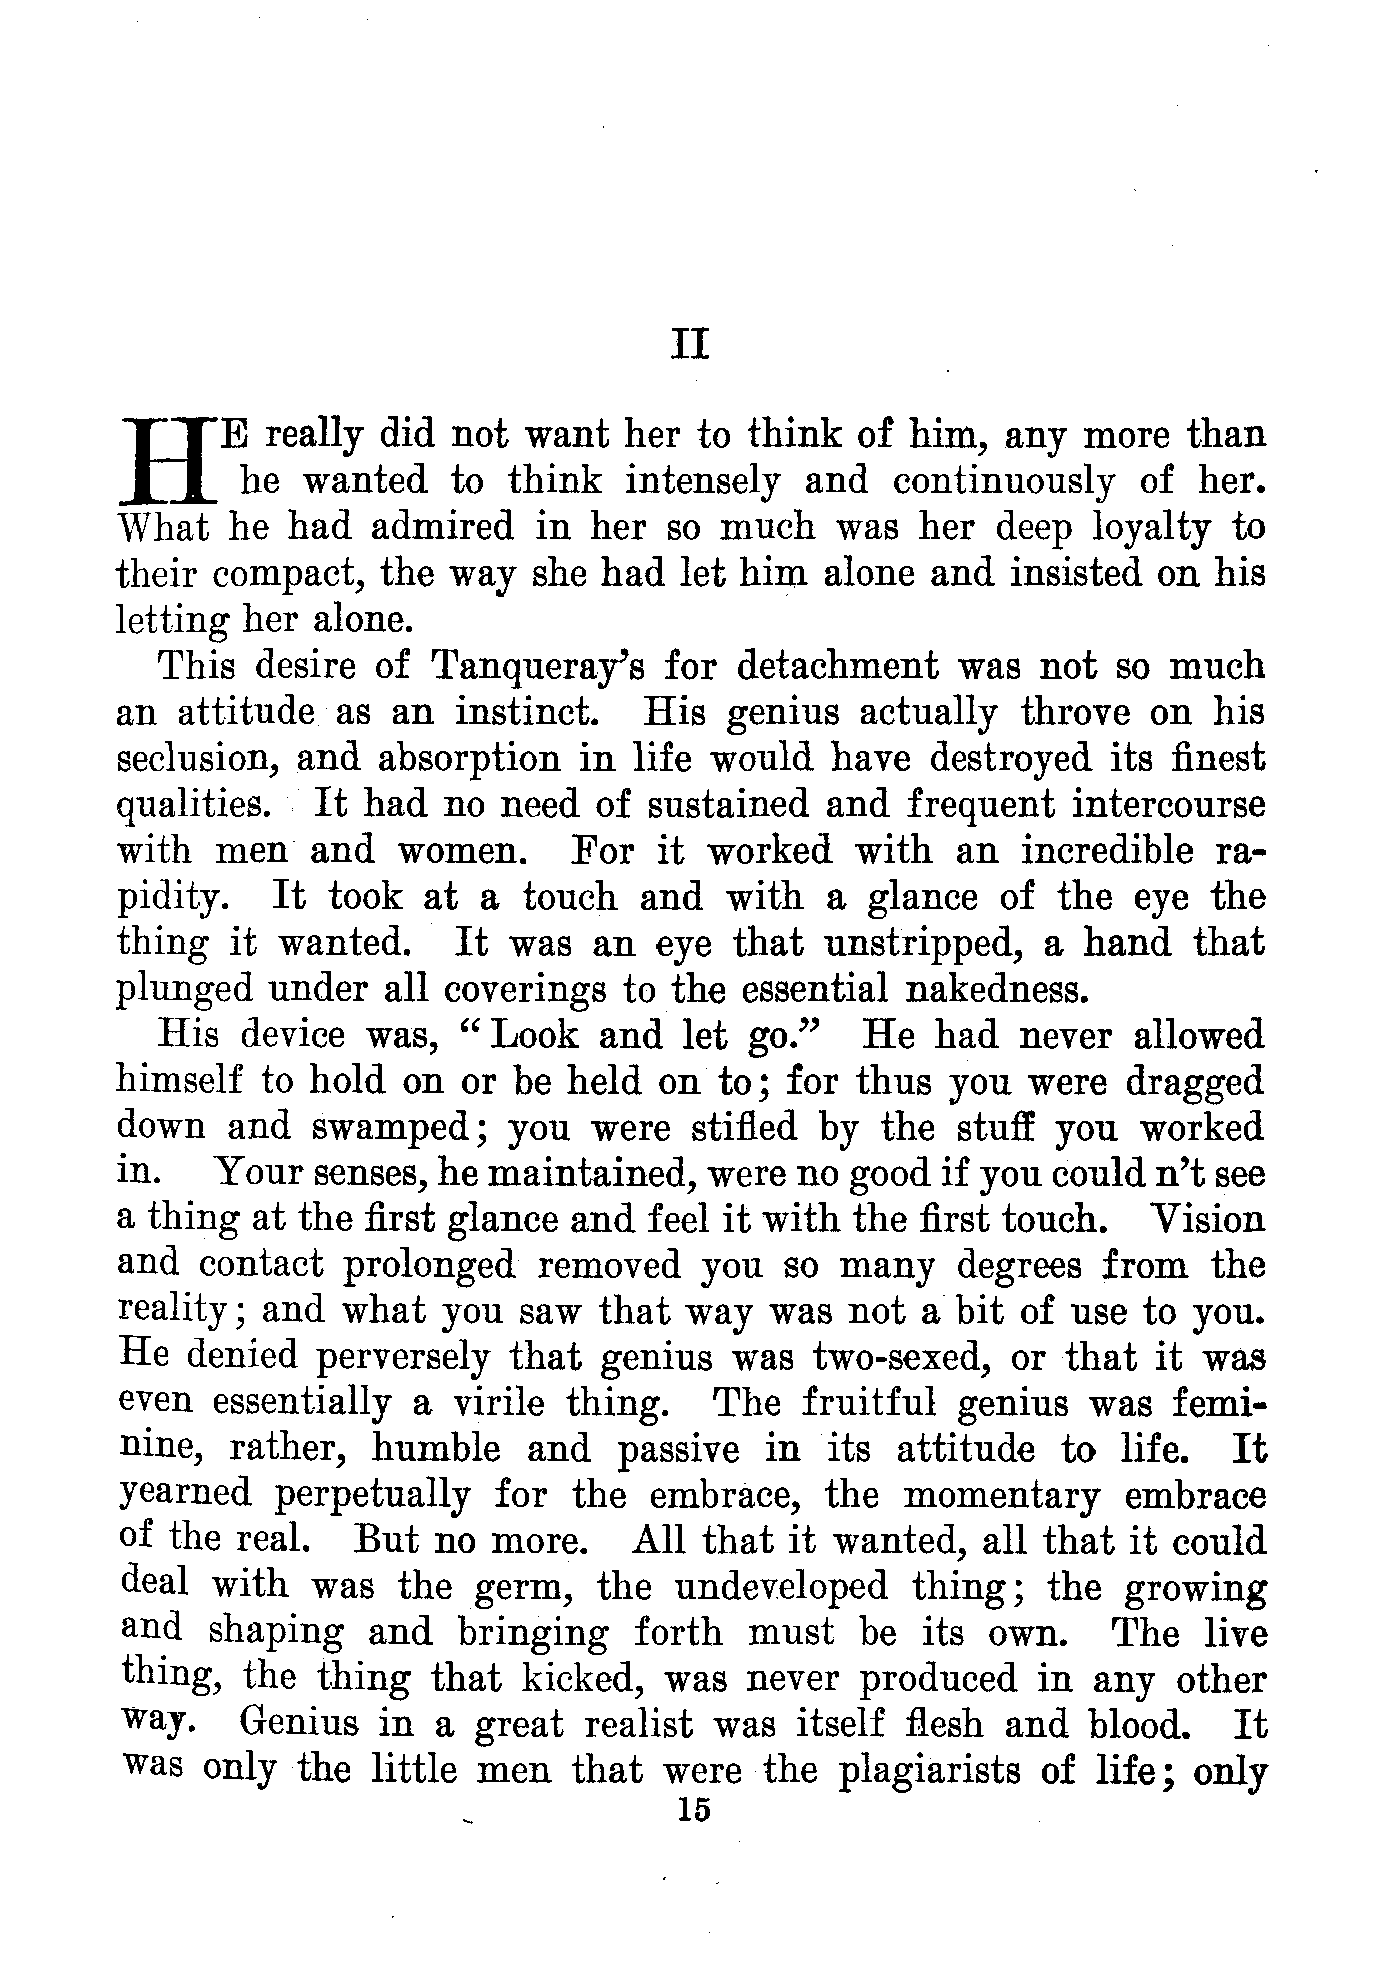 II
HE really did not want her to think of him, any more than
he wanted to think intensely and continuously of her.
What he had admired in her so much was her deep loyalty to
their compact, the way she had let him alone and insisted on his
letting her alone.
This desire of Tanqueray's for detachment was not so much
an attitude as an instinct. His genius actually throve on his
seclusion, and absorption in life would have destroyed its finest
qualities. It had no need of sustained and frequent intercourse
with men and women. For it worked with an incredible ra-
pidity. It took at a touch and with a glance of the eye the
thing it wanted. It was an eye that unstripped, a hand that
plunged under all coverings to the essential nakedness.
His device was, "Look and let go." He had never allowed
himself to hold on or be held on to; for thus you were dragged
down and swamped; you were stifled by the stuff you worked
in. Your senses, he maintained, were no good if you could n't see
a thing at the first glance and feel it with the first touch. Vision
and contact prolonged removed you so many degrees from the
reality; and what you saw that way was not a bit of use to you.
He denied perversely that genius was two-sexed, or that it was
even essentially a virile thing. The fruitful genius was femi-
nine, rather, humble and passive in its attitude to life. It
yearned perpetually for the embrace, the momentary embrace
of the real. But no more. All that it wanted, all that it could
deal with was the germ, the undeveloped thing; the growing
and shaping and bringing forth must be its own. The live
thing, the thing that kicked, was never produced in any other
way. Genius in a great realist was itself flesh and blood. It
was only the little men that were the plagiarists of life; only
15